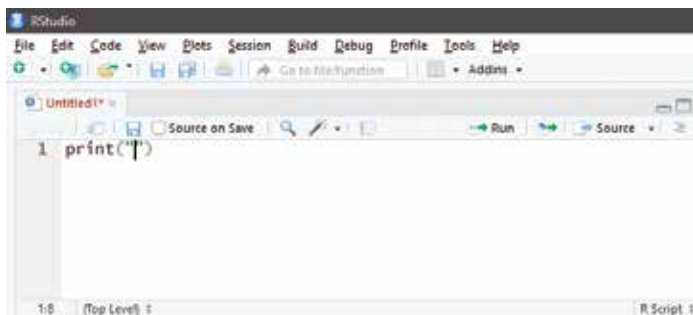 RStudio
File Edit Code View Plots Session Build Debug Profile Tools Help
Go to file/function Addins
Untitled1*
Source on Save Run Source
1 print("")
1:8 (Top Level) R Script